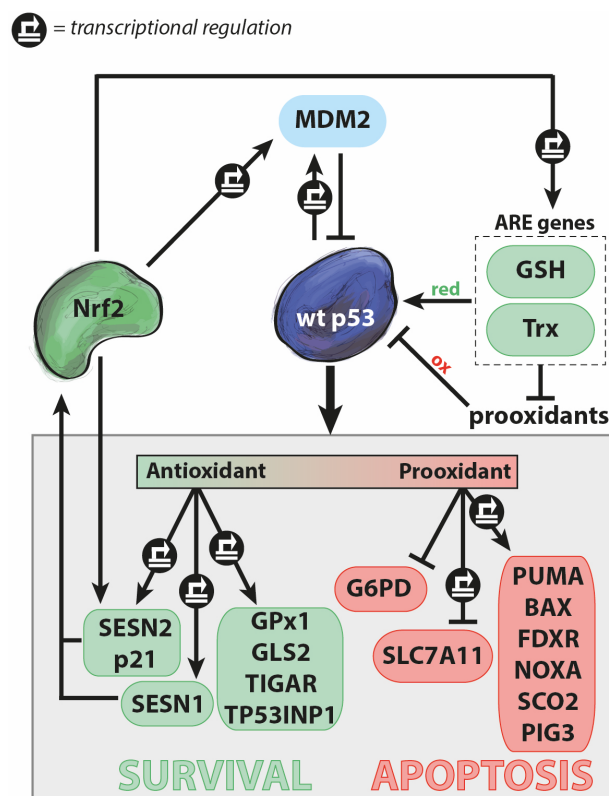 = transcriptional regulation
MDM2
ARE genes
GSH
Trx
Nrf2
wt p53
red
ox
prooxidants
Antioxidant
Prooxidant
SESN2
p21
SESN1
GPx1
GLS2
TIGAR
TP53INP1
G6PD
SLC7A11
PUMA
BAX
FDXR
NOXA
SCO2
PIG3
SURVIVAL
APOPTOSIS